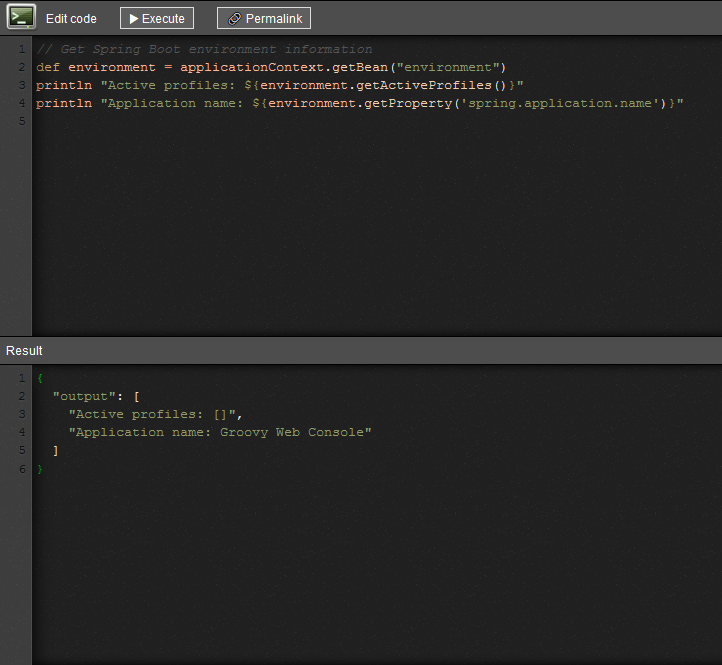 Edit code Execute Permalink
1 // Get Spring Boot environment information
2 def environment = applicationContext.getBean("environment")
3 println "Active profiles: ${environment.getActiveProfiles()}"
4 println "Application name: ${environment.getProperty('spring.application.name')}"
5
Result
1 {
2 "output": [
3 "Active profiles: []",
4 "Application name: Groovy Web Console"
5 ]
6 }